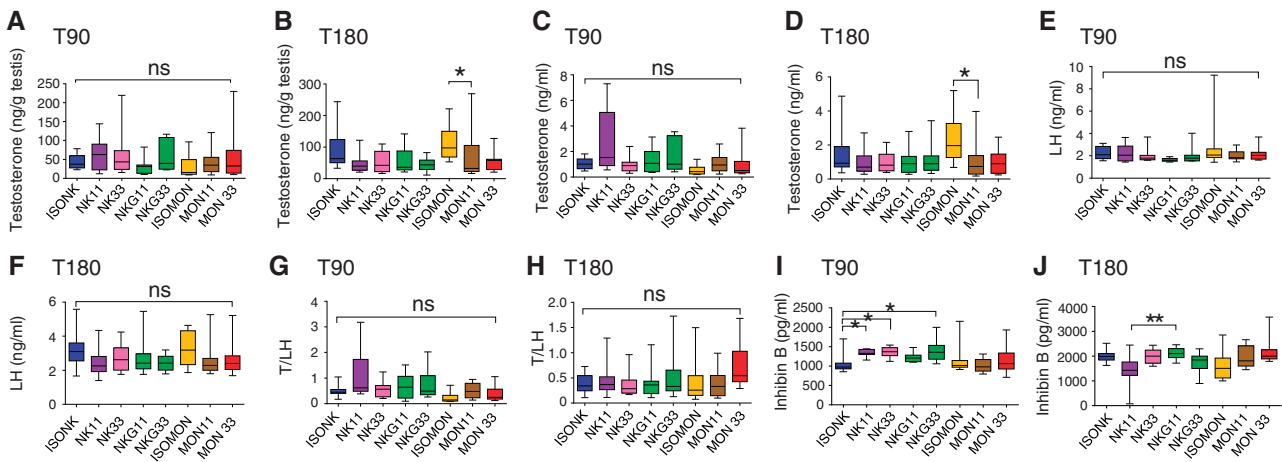 A T90
Testosterone (ng/g testis)
250
200
150
100
50
0
ns
ISONK
NK11
NK33
NKG11
NKG33
ISOMON
MON11
MON 33
B T180
Testosterone (ng/g testis)
300
200
100
50
0
*
ISONK
NK11
NK33
NKG11
NKG33
ISOMON
MON11
MON 33
C T90
Testosterone (ng/ml)
8
6
4
2
0
ns
ISONK
NK11
NK33
NKG11
NKG33
ISOMON
MON11
MON 33
D T180
Testosterone (ng/ml)
6
4
2
0
*
ISONK
NK11
NK33
NKG11
NKG33
ISOMON
MON11
MON 33
E T90
LH (ng/ml)
10
8
6
4
2
0
ns
ISONK
NK11
NK33
NKG11
NKG33
ISOMON
MON11
MON 33
F T180
LH (ng/ml)
6
4
2
0
ns
ISONK
NK11
NK33
NKG11
NKG33
ISOMON
MON11
MON 33
G T90
T/LH
4
3
2
1
0
ns
ISONK
NK11
NK33
NKG11
NKG33
ISOMON
MON11
MON 33
H T180
T/LH
2.0
1.5
1.0
0.5
0.0
ns
ISONK
NK11
NK33
NKG11
NKG33
ISOMON
MON11
MON 33
I T90
Inhibin B (pg/ml)
2500
2000
1500
1000
500
0
*
* *
ISONK
NK11
NK33
NKG11
NKG33
ISOMON
MON11
MON 33
J T180
Inhibin B (pg/ml)
4000
3000
2000
1000
0
**
ISONK
NK11
NK33
NKG11
NKG33
ISOMON
MON11
MON 33